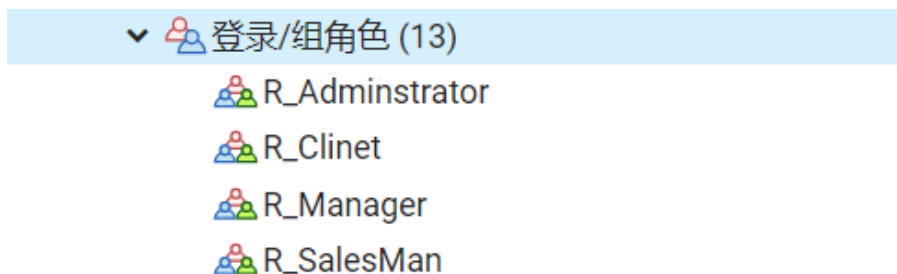 登录/组角色 (13)
R_Adminstrator
R_Clinet
R_Manager
R_SalesMan